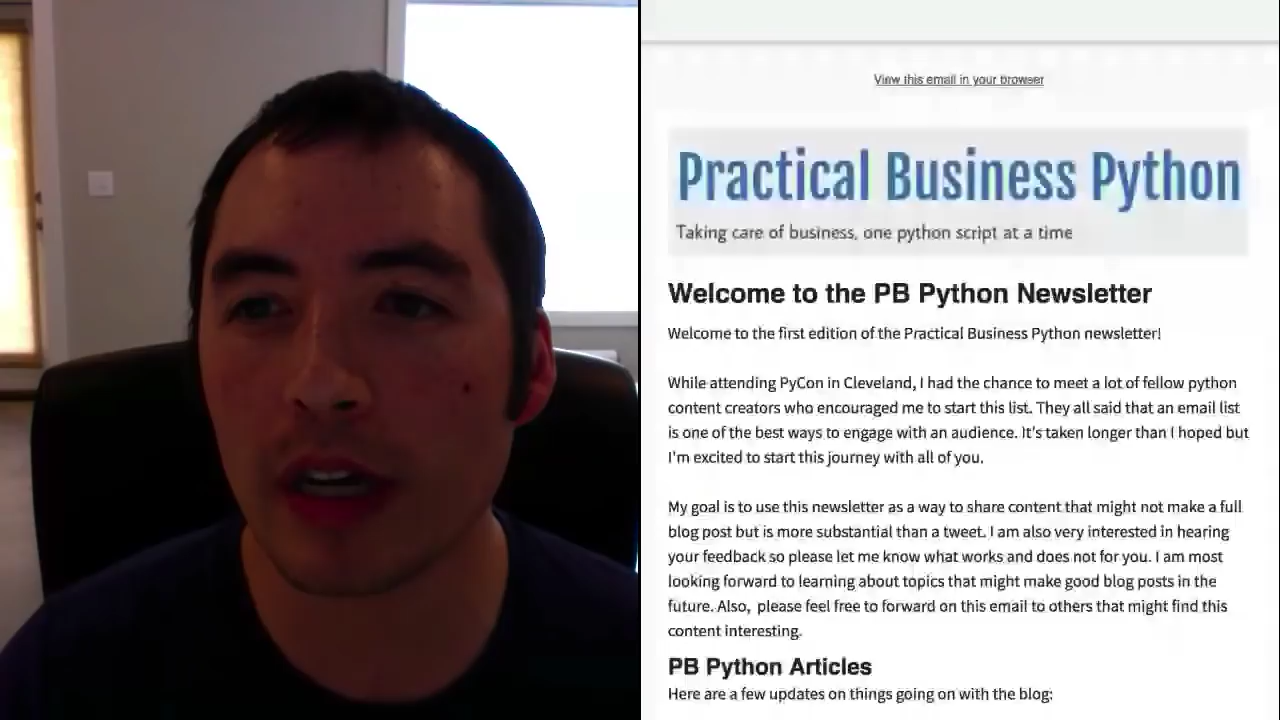 View this email in your browser
Practical Business Python
Taking care of business, one python script at a time
Welcome to the PB Python Newsletter
Welcome to the first edition of the Practical Business Python newsletter!
While attending PyCon in Cleveland, I had the chance to meet a lot of fellow python
content creators who encouraged me to start this list. They all said that an email list
is one of the best ways to engage with an audience. It's taken longer than I hoped but
I'm excited to start this journey with all of you.
My goal is to use this newsletter as a way to share content that might not make a full
blog post but is more substantial than a tweet. I am also very interested in hearing
your feedback so please let me know what works and does not for you. I am most
looking forward to learning about topics that might make good blog posts in the
future. Also, please feel free to forward on this email to others that might find this
content interesting.
PB Python Articles
Here are a few updates on things going on with the blog: